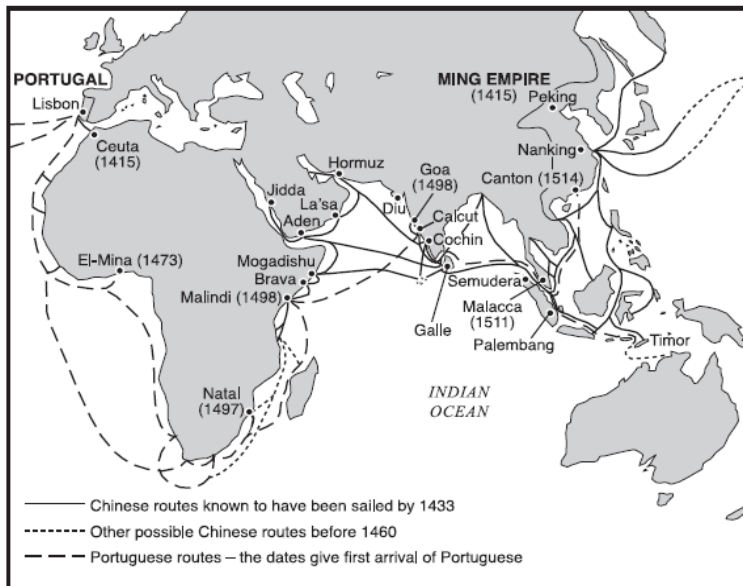 PORTUGAL
Lisbon
Ceuta
(1415)
MING EMPIRE
(1415)
Peking
Nanking
Canton (1514)
Hormuz
Goa
(1498)
Jidda
La'sa
Aden
Diu
Calcut
Cochin
El-Mina (1473)
Mogadishu
Brava
Malindi (1498)
Semudera
Malacca
(1511)
Galle
Palembang
Timor
Natal
(1497)
INDIAN
OCEAN
Chinese routes known to have been sailed by 1433
Other possible Chinese routes before 1460
Portuguese routes – the dates give first arrival of Portuguese